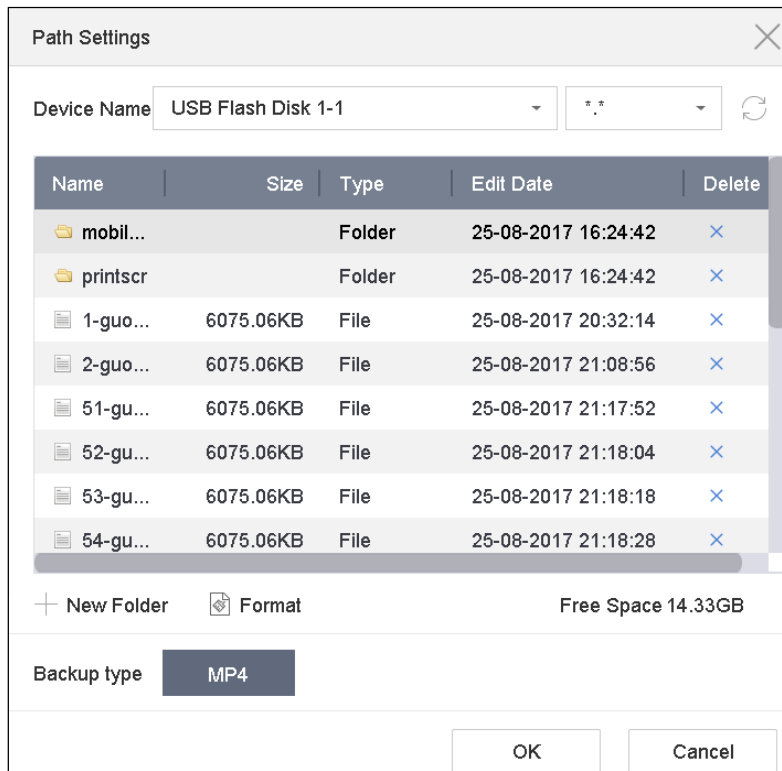 Path Settings
Device Name USB Flash Disk 1-1 *.*
Name Size Type Edit Date Delete
mobil... Folder 25-08-2017 16:24:42
printscr Folder 25-08-2017 16:24:42
1-guo... 6075.06KB File 25-08-2017 20:32:14
2-guo... 6075.06KB File 25-08-2017 21:08:56
51-gu... 6075.06KB File 25-08-2017 21:17:52
52-gu... 6075.06KB File 25-08-2017 21:18:04
53-gu... 6075.06KB File 25-08-2017 21:18:18
54-gu... 6075.06KB File 25-08-2017 21:18:28
New Folder Format Free Space 14.33GB
Backup type MP4
OK Cancel